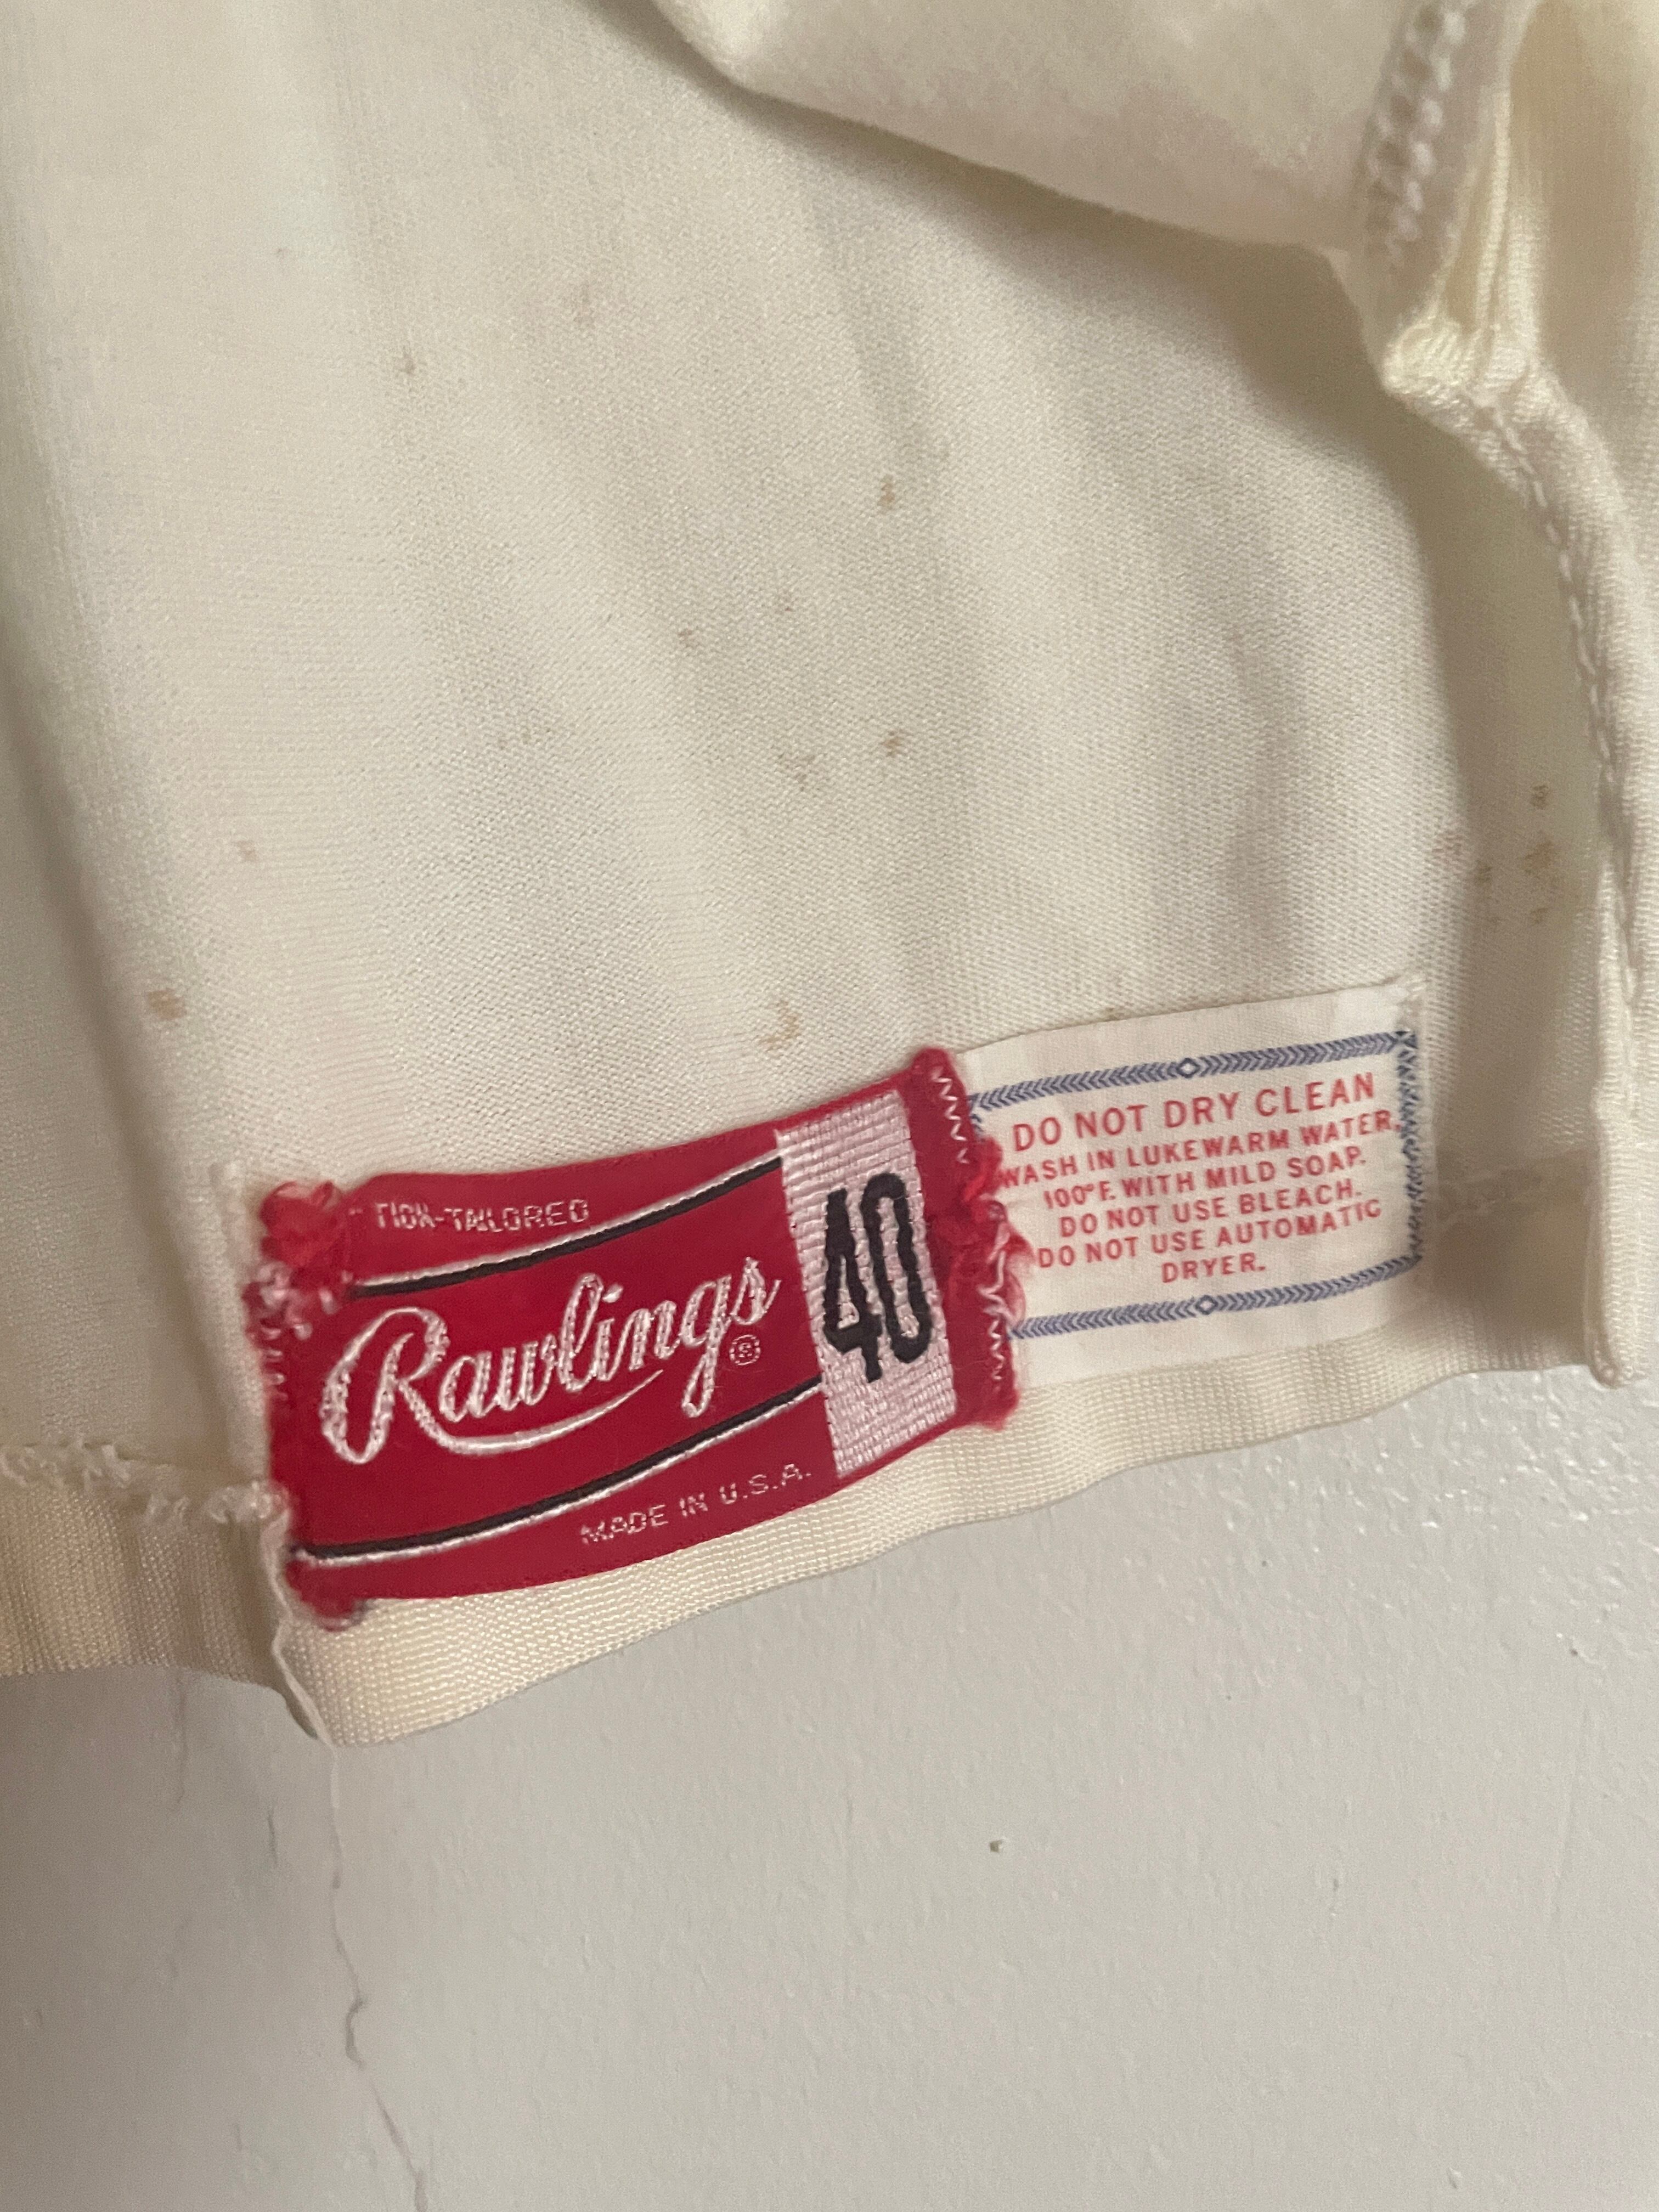 TION-TAILORED
Rawlings®
MADE IN U.S.A.
40
DO NOT DRY CLEAN
WASH IN LUKEWARM WATER,
100°F. WITH MILD SOAP.
DO NOT USE BLEACH.
DO NOT USE AUTOMATIC
DRYER.